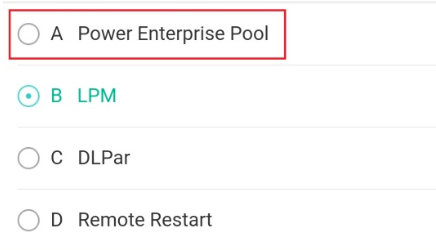 A Power Enterprise Pool
B LPM
C DLPar
D Remote Restart